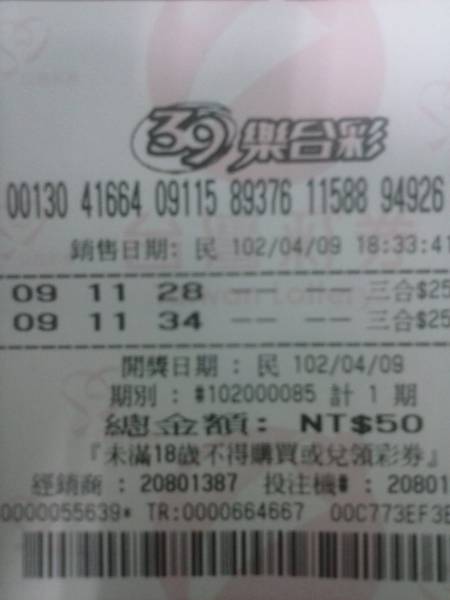 39樂合彩
00130 41664 09115 89376 11588 94926
銷售日期: 民 102/04/09 18:33:41
09 11 28 -- -- 三合$25
09 11 34 -- -- 三合$25
開獎日期 : 民 102/04/09
期別 : #102000085 計 1 期
總金額: NT$50
『未滿18歲不得購買或兌領彩券』
經銷商 : 20801387 投注機# : 20801
0000055639* TR:0000664667 00C773EF3E